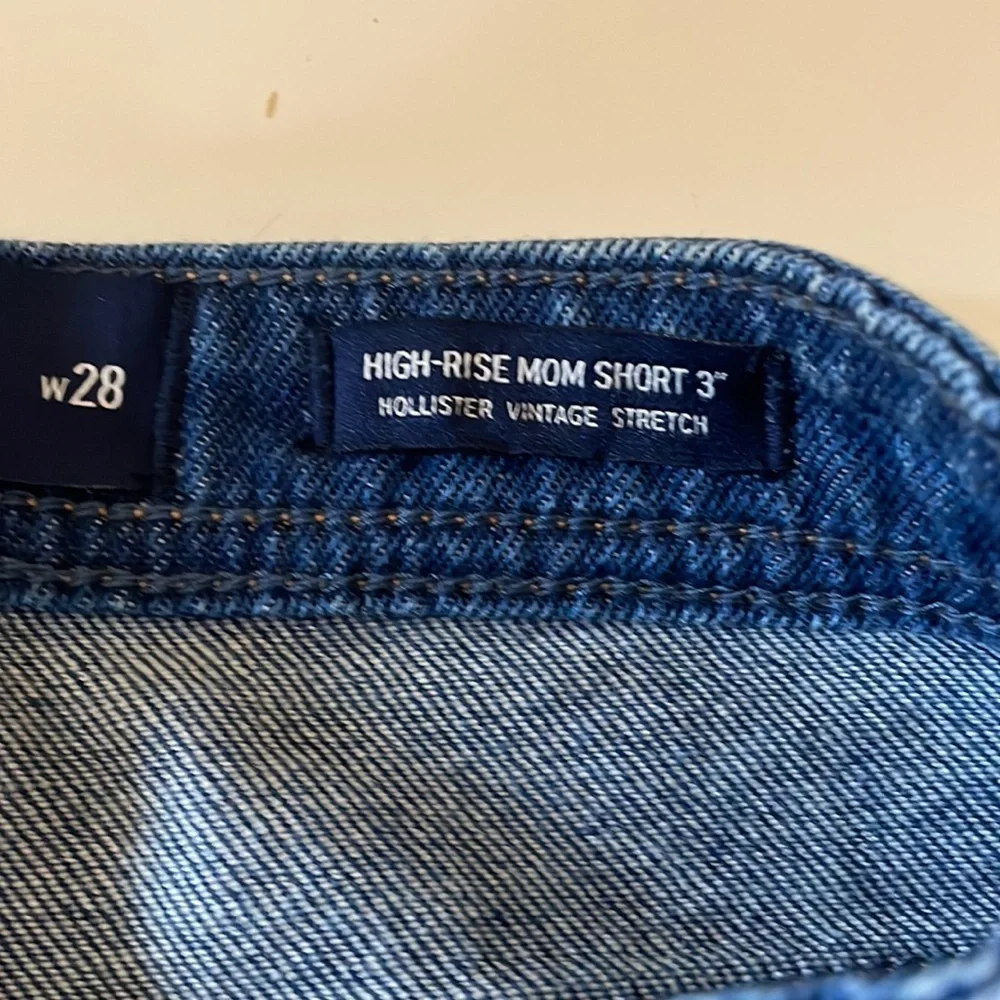 w28
HIGH-RISE MOM SHORT 3"
HOLLISTER VINTAGE STRETCH